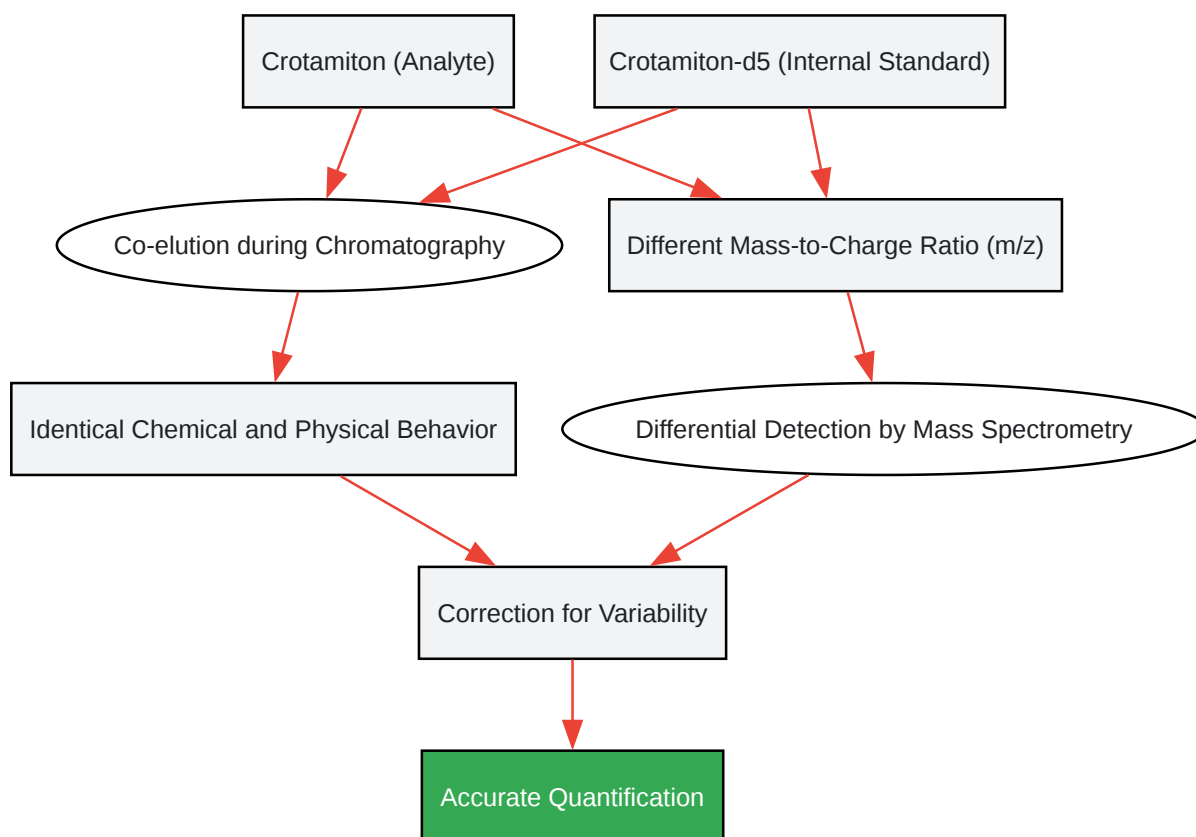 Crotamiton (Analyte)
Crotamiton-d5 (Internal Standard)
Co-elution during Chromatography
Different Mass-to-Charge Ratio (m/z)
Identical Chemical and Physical Behavior
Differential Detection by Mass Spectrometry
Correction for Variability
Accurate Quantification